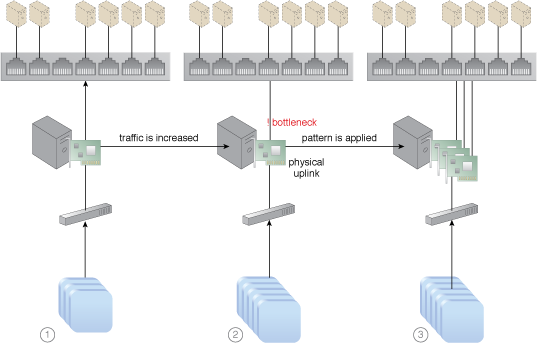 ! bottleneck
traffic is increased
pattern is applied
physical
uplink
1
2
3